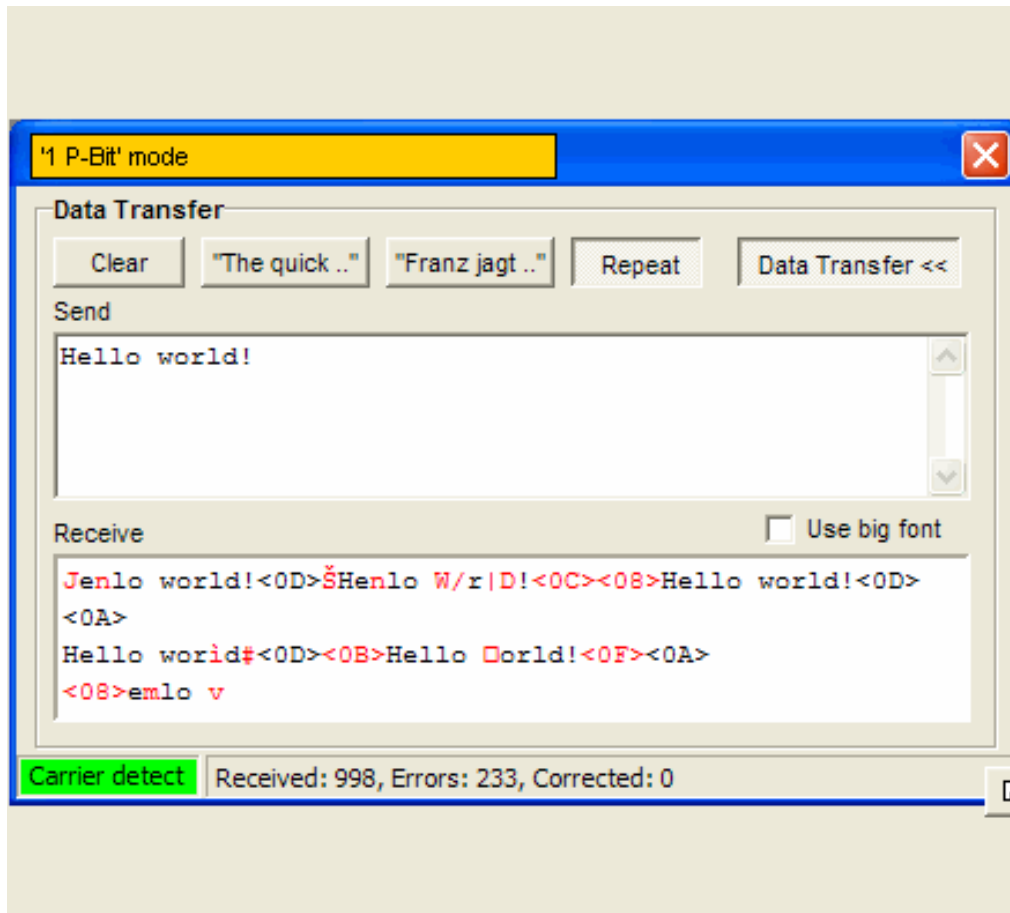 '1 P-Bit' mode
Data Transfer
Clear "The quick .." "Franz jagt .." Repeat Data Transfer <<
Send
Hello world!
Receive Use big font
Jenlo world!<0D>ŠHenlo W/r|D!<0C><08>Hello world!<0D>
<0A>
Hello worìd#<0D><0B>Hello □orld!<0F><0A>
<08>emlo v
Carrier detect Received: 998, Errors: 233, Corrected: 0